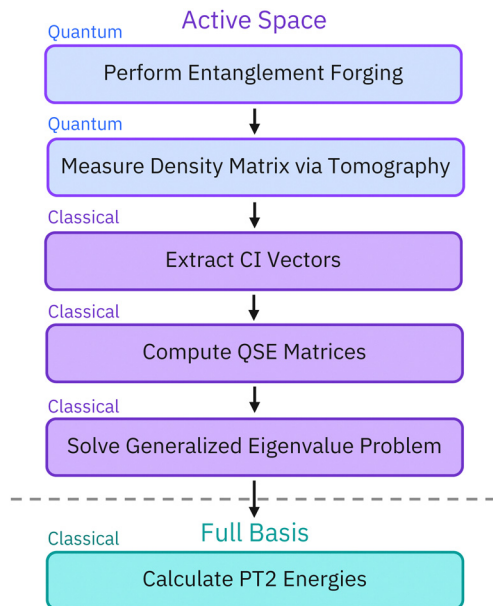 Active Space
Quantum
Perform Entanglement Forging
Quantum
Measure Density Matrix via Tomography
Classical
Extract CI Vectors
Classical
Compute QSE Matrices
Classical
Solve Generalized Eigenvalue Problem
Full Basis
Classical
Calculate PT2 Energies